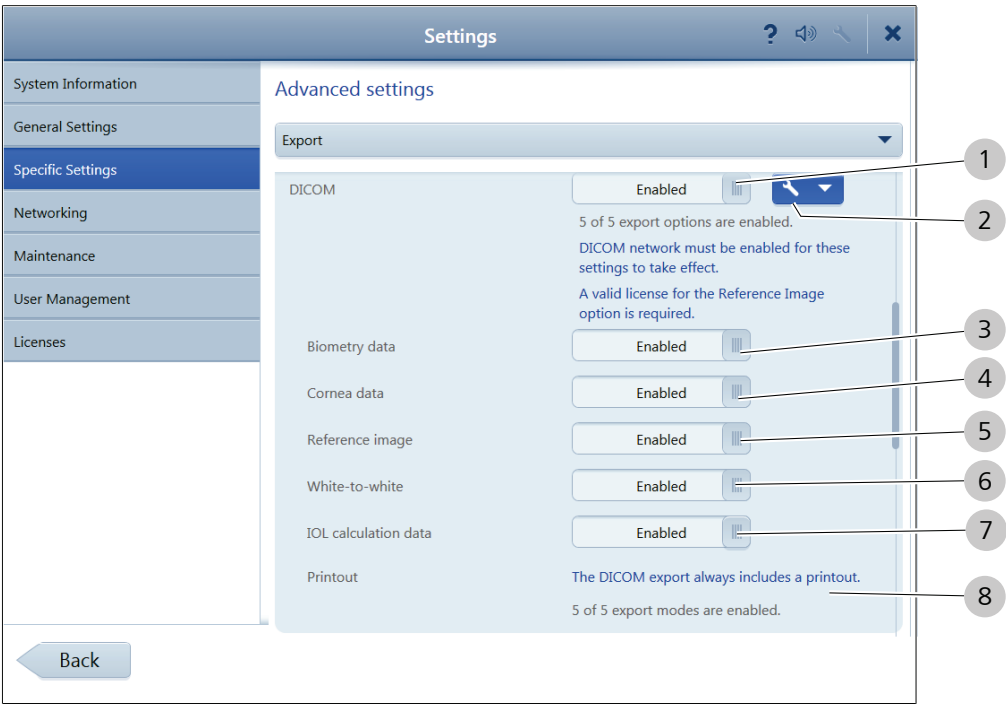 Settings
?
System Information
General Settings
Specific Settings
Networking
Maintenance
User Management
Licenses
Advanced settings
Export
DICOM
Enabled
5 of 5 export options are enabled.
DICOM network must be enabled for these
settings to take effect.
A valid license for the Reference Image
option is required.
Biometry data
Enabled
Cornea data
Enabled
Reference image
Enabled
White-to-white
Enabled
IOL calculation data
Enabled
Printout
The DICOM export always includes a printout.
5 of 5 export modes are enabled.
Back
1
2
3
4
5
6
7
8